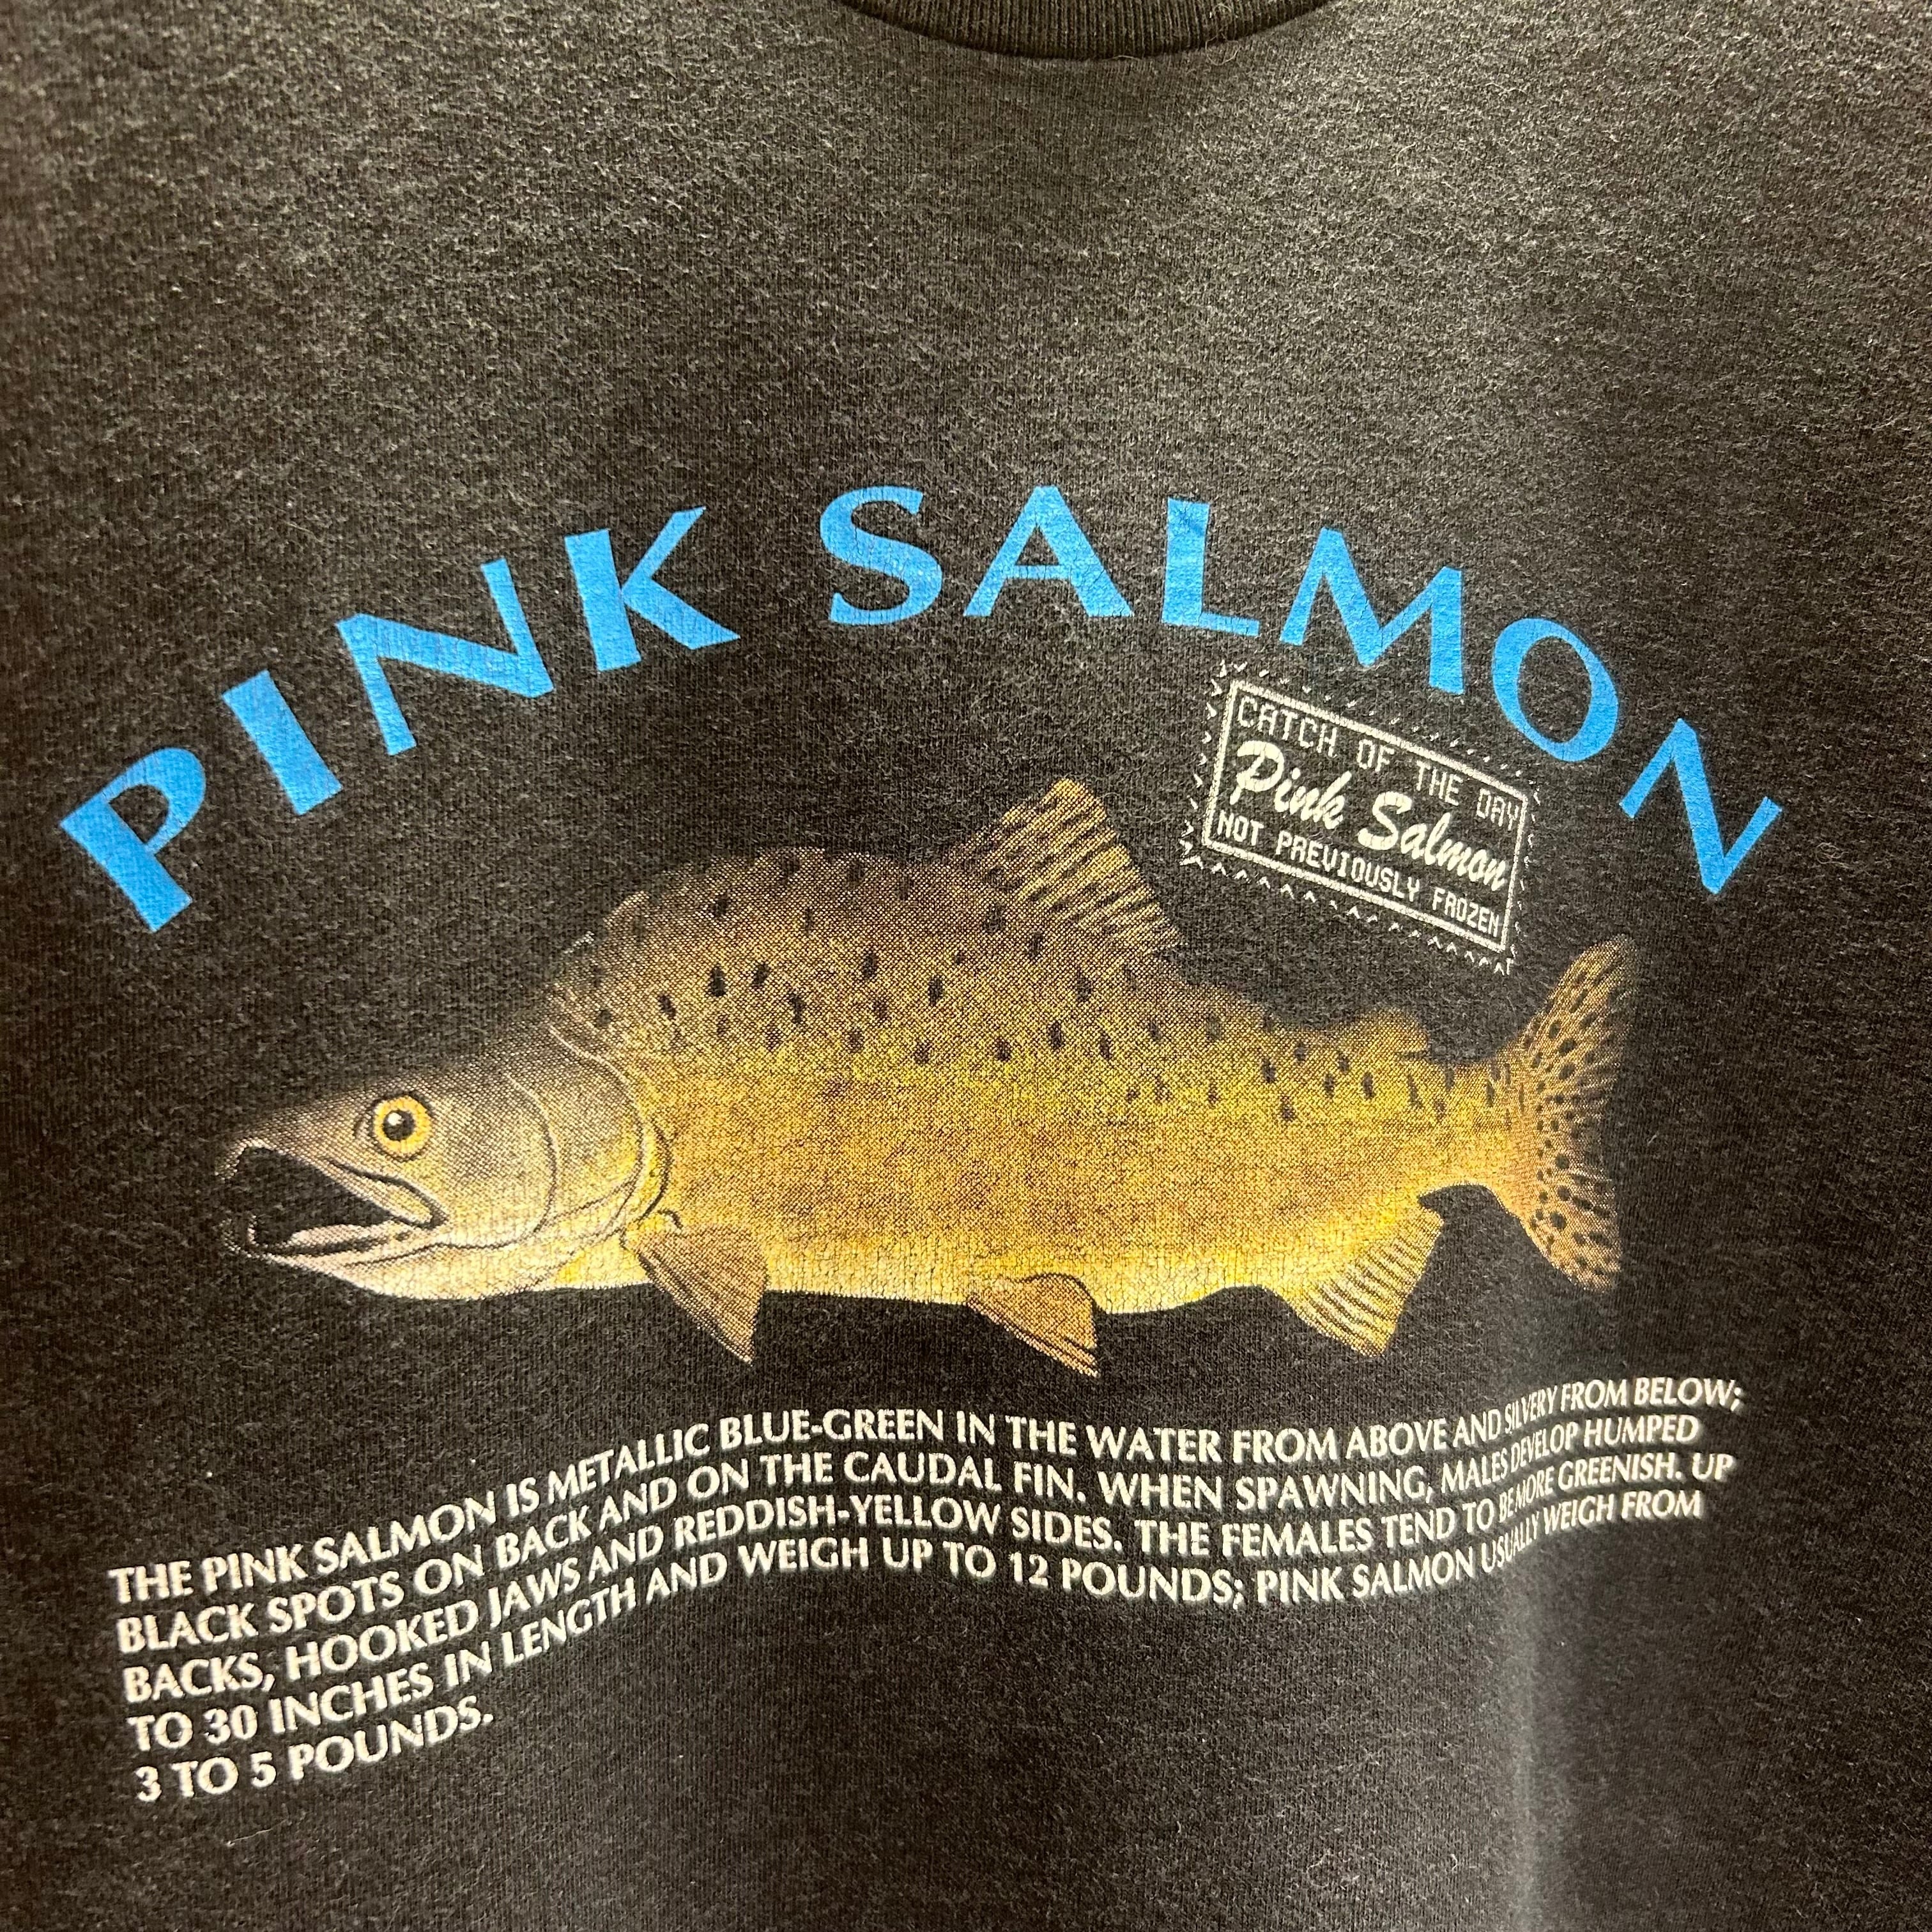 PINK SALMON
CATCH OF THE DAY
Pink Salmon
NOT PREVIOUSLY FROZEN
THE PINK SALMON IS METALLIC BLUE-GREEN IN THE WATER FROM ABOVE AND SILVERY FROM BELOW;
BLACK SPOTS ON BACK AND ON THE CAUDAL FIN. WHEN SPAWNING, MALES DEVELOP HUMPED
BACKS, HOOKED JAWS AND REDDISH-YELLOW SIDES. THE FEMALES TEND TO BE MORE GREENISH. UP
TO 30 INCHES IN LENGTH AND WEIGH UP TO 12 POUNDS; PINK SALMON USUALLY WEIGH FROM
3 TO 5 POUNDS.